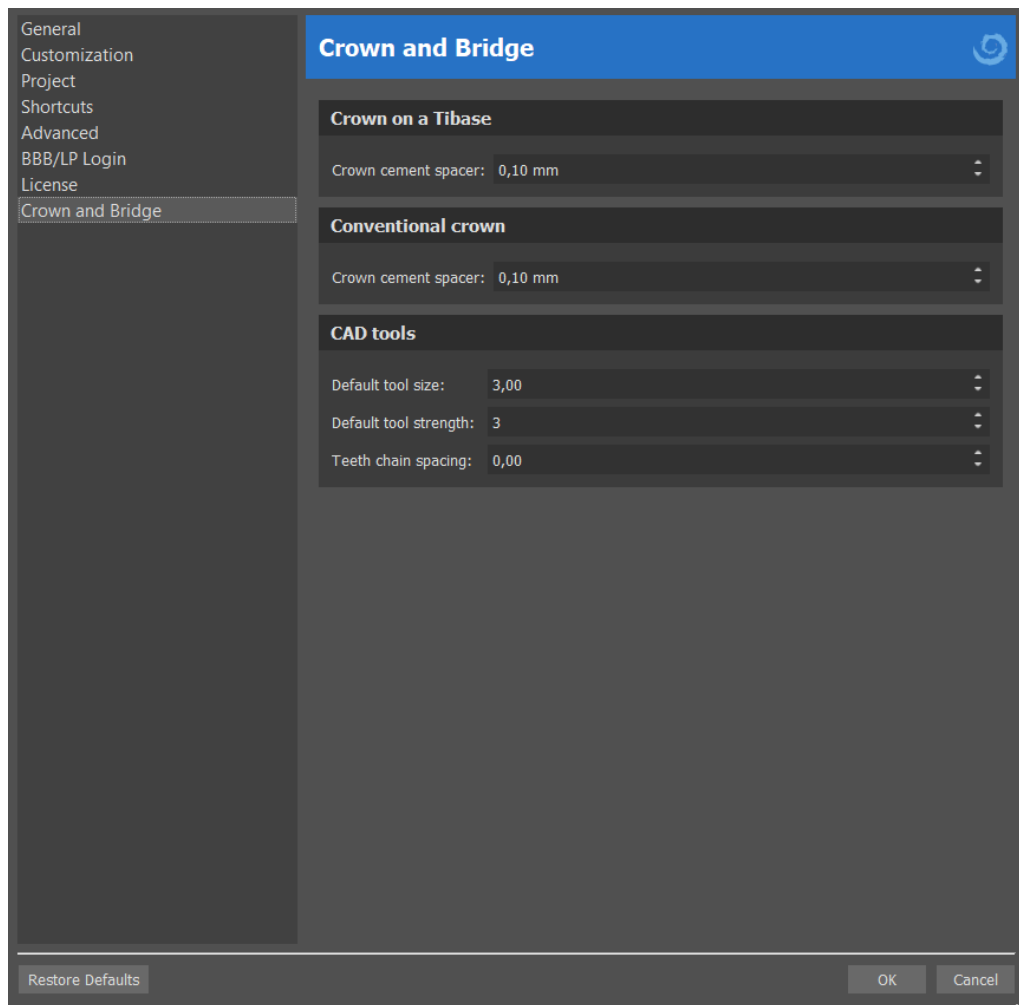 General
Customization
Project
Shortcuts
Advanced
BBB/LP Login
License
Crown and Bridge
Crown and Bridge
Crown on a Tibase
Crown cement spacer: 0,10 mm
Conventional crown
Crown cement spacer: 0,10 mm
CAD tools
Default tool size: 3,00
Default tool strength: 3
Teeth chain spacing: 0,00
Restore Defaults
OK
Cancel